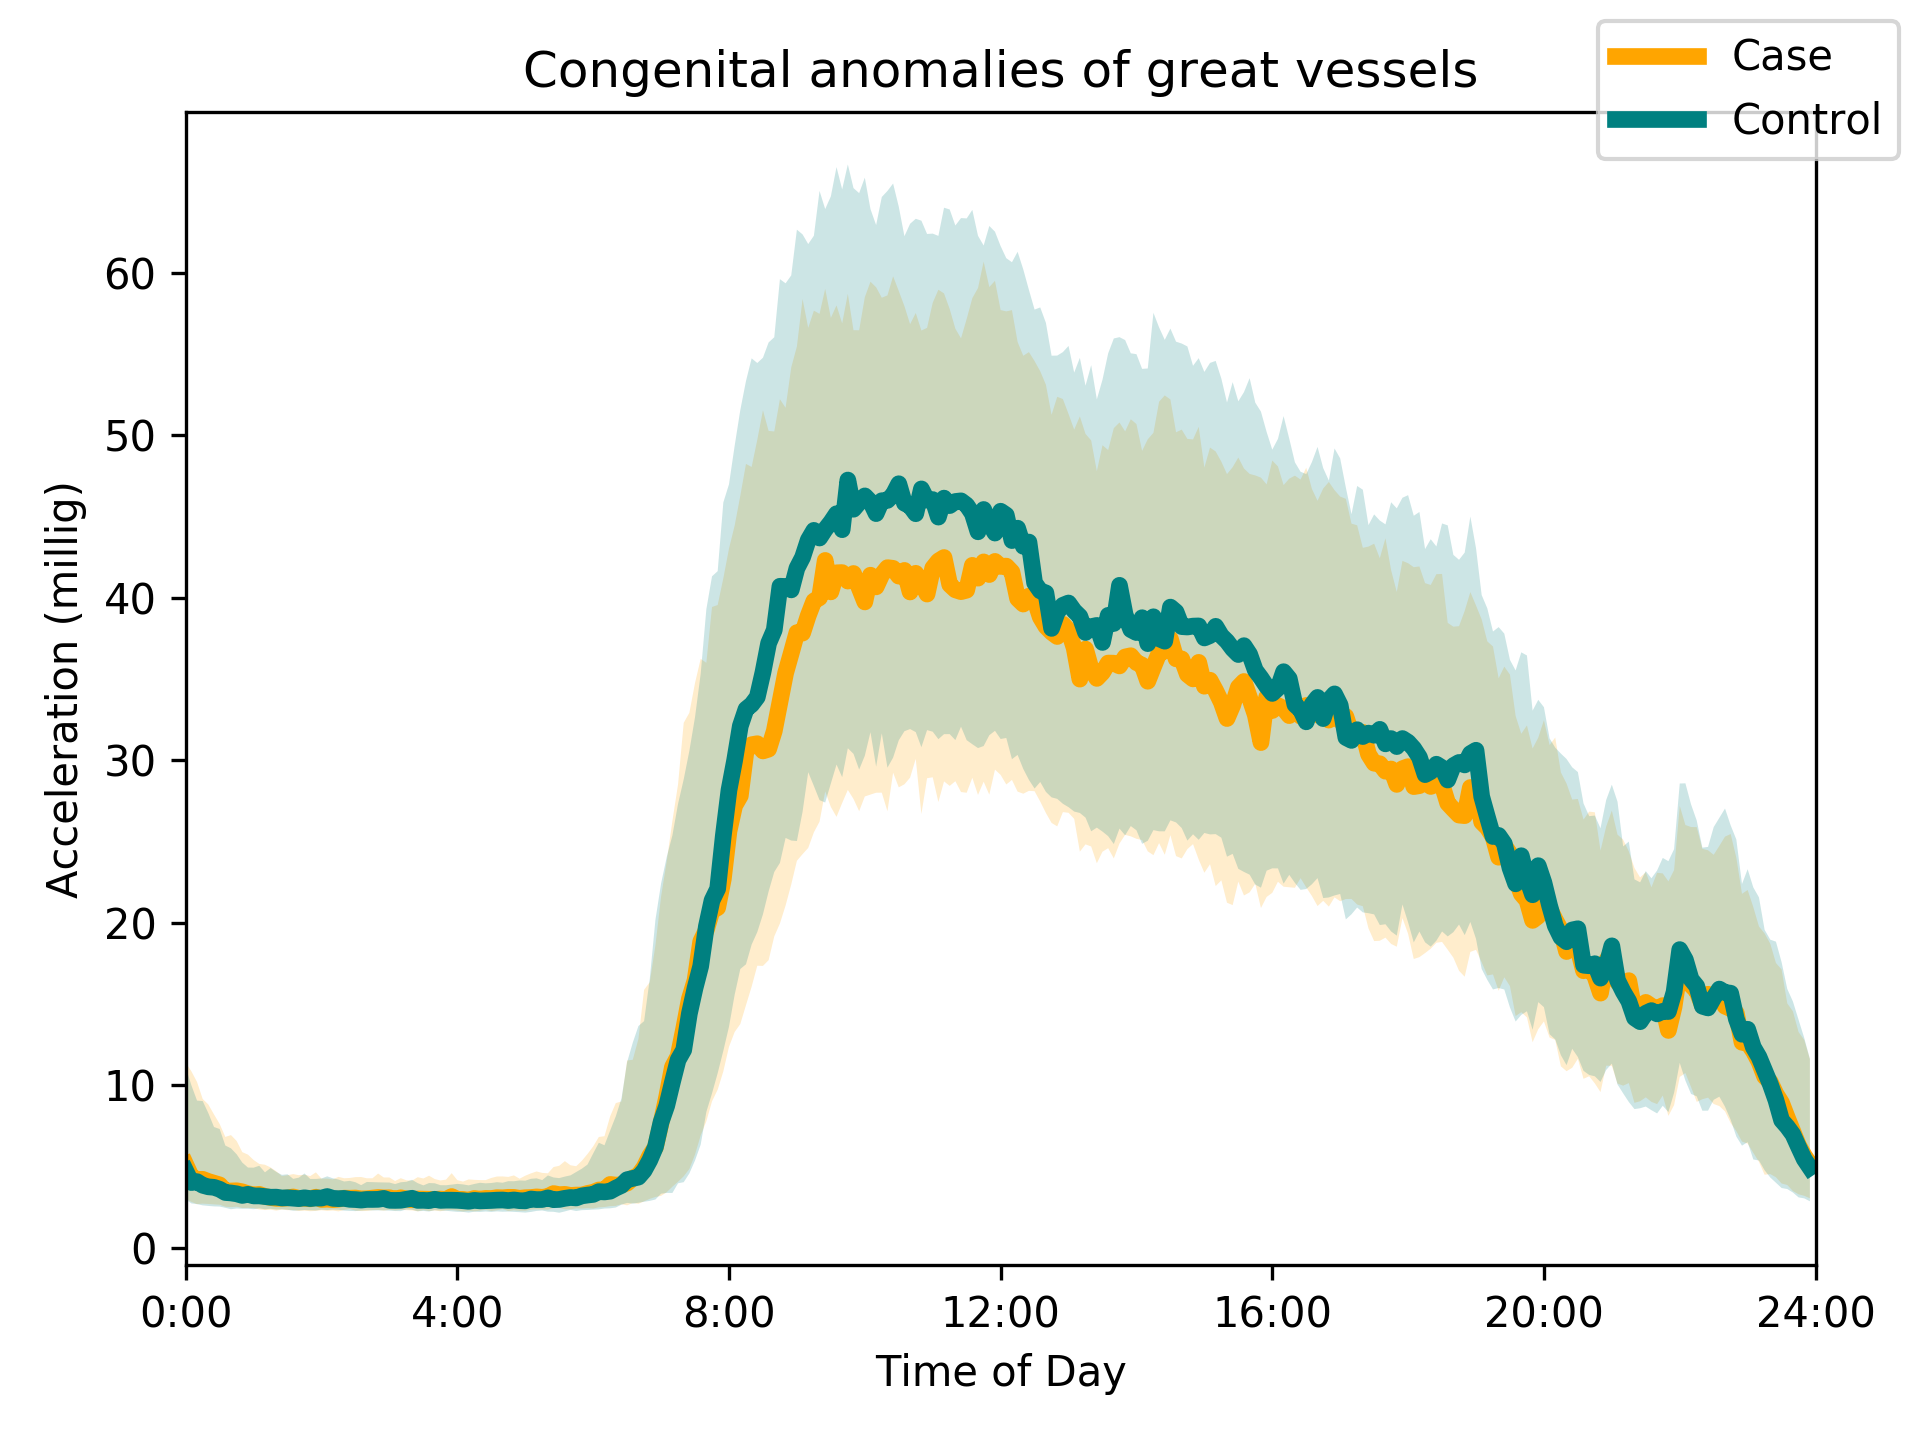 Congenital anomalies of great vessels
Case
Control
Acceleration (millig)
60
50
40
30
20
10
0
0:00 4:00 8:00 12:00 16:00 20:00 24:00
Time of Day